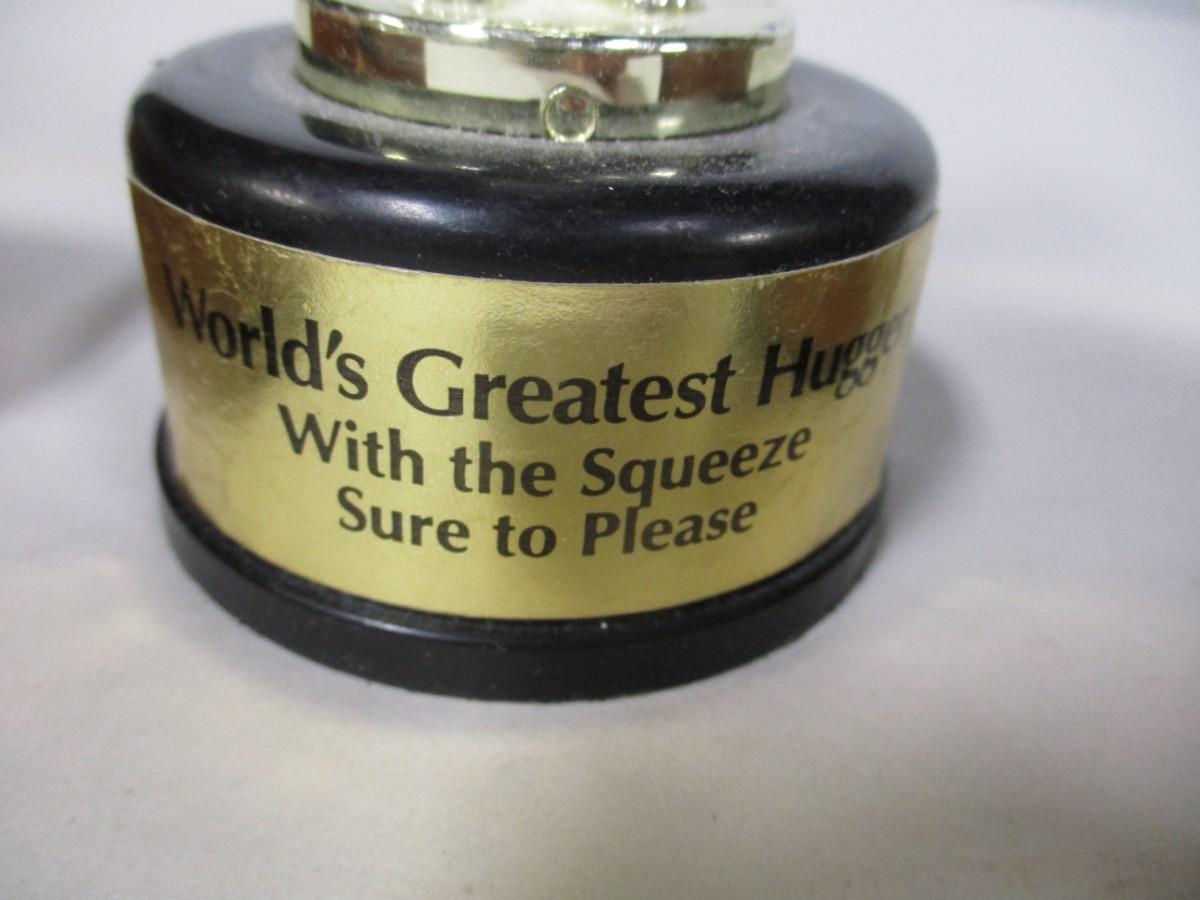 World's Greatest Hugger
With the Squeeze
Sure to Please